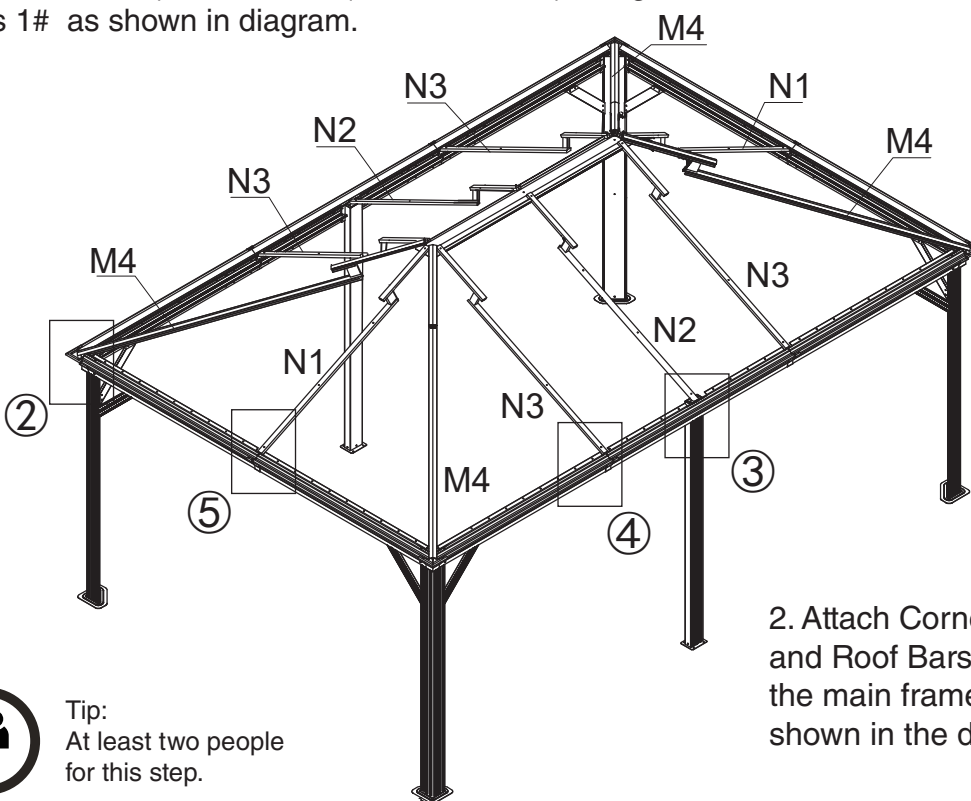 s 1# as shown in diagram.
M4
N3
N1
N2
M4
N3
M4
N3
N1
N2
②
N3
③
M4
⑤
④
2. Attach
and Roof Bars
the main frame
shown in the
Tip:
At least two people
for this step.